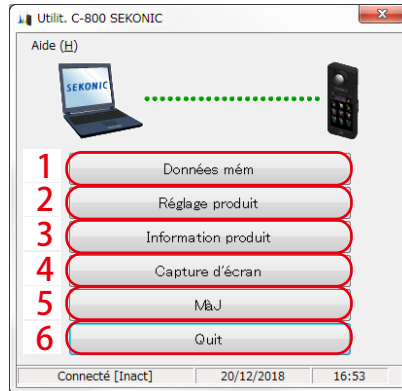 Utilit. C-800 SEKONIC
Aide (H)
SEKONIC
1 Données mém
2 Réglage produit
3 Information produit
4 Capture d'écran
5 MàJ
6 Quit
Connecté [Inact] 20/12/2018 16:53